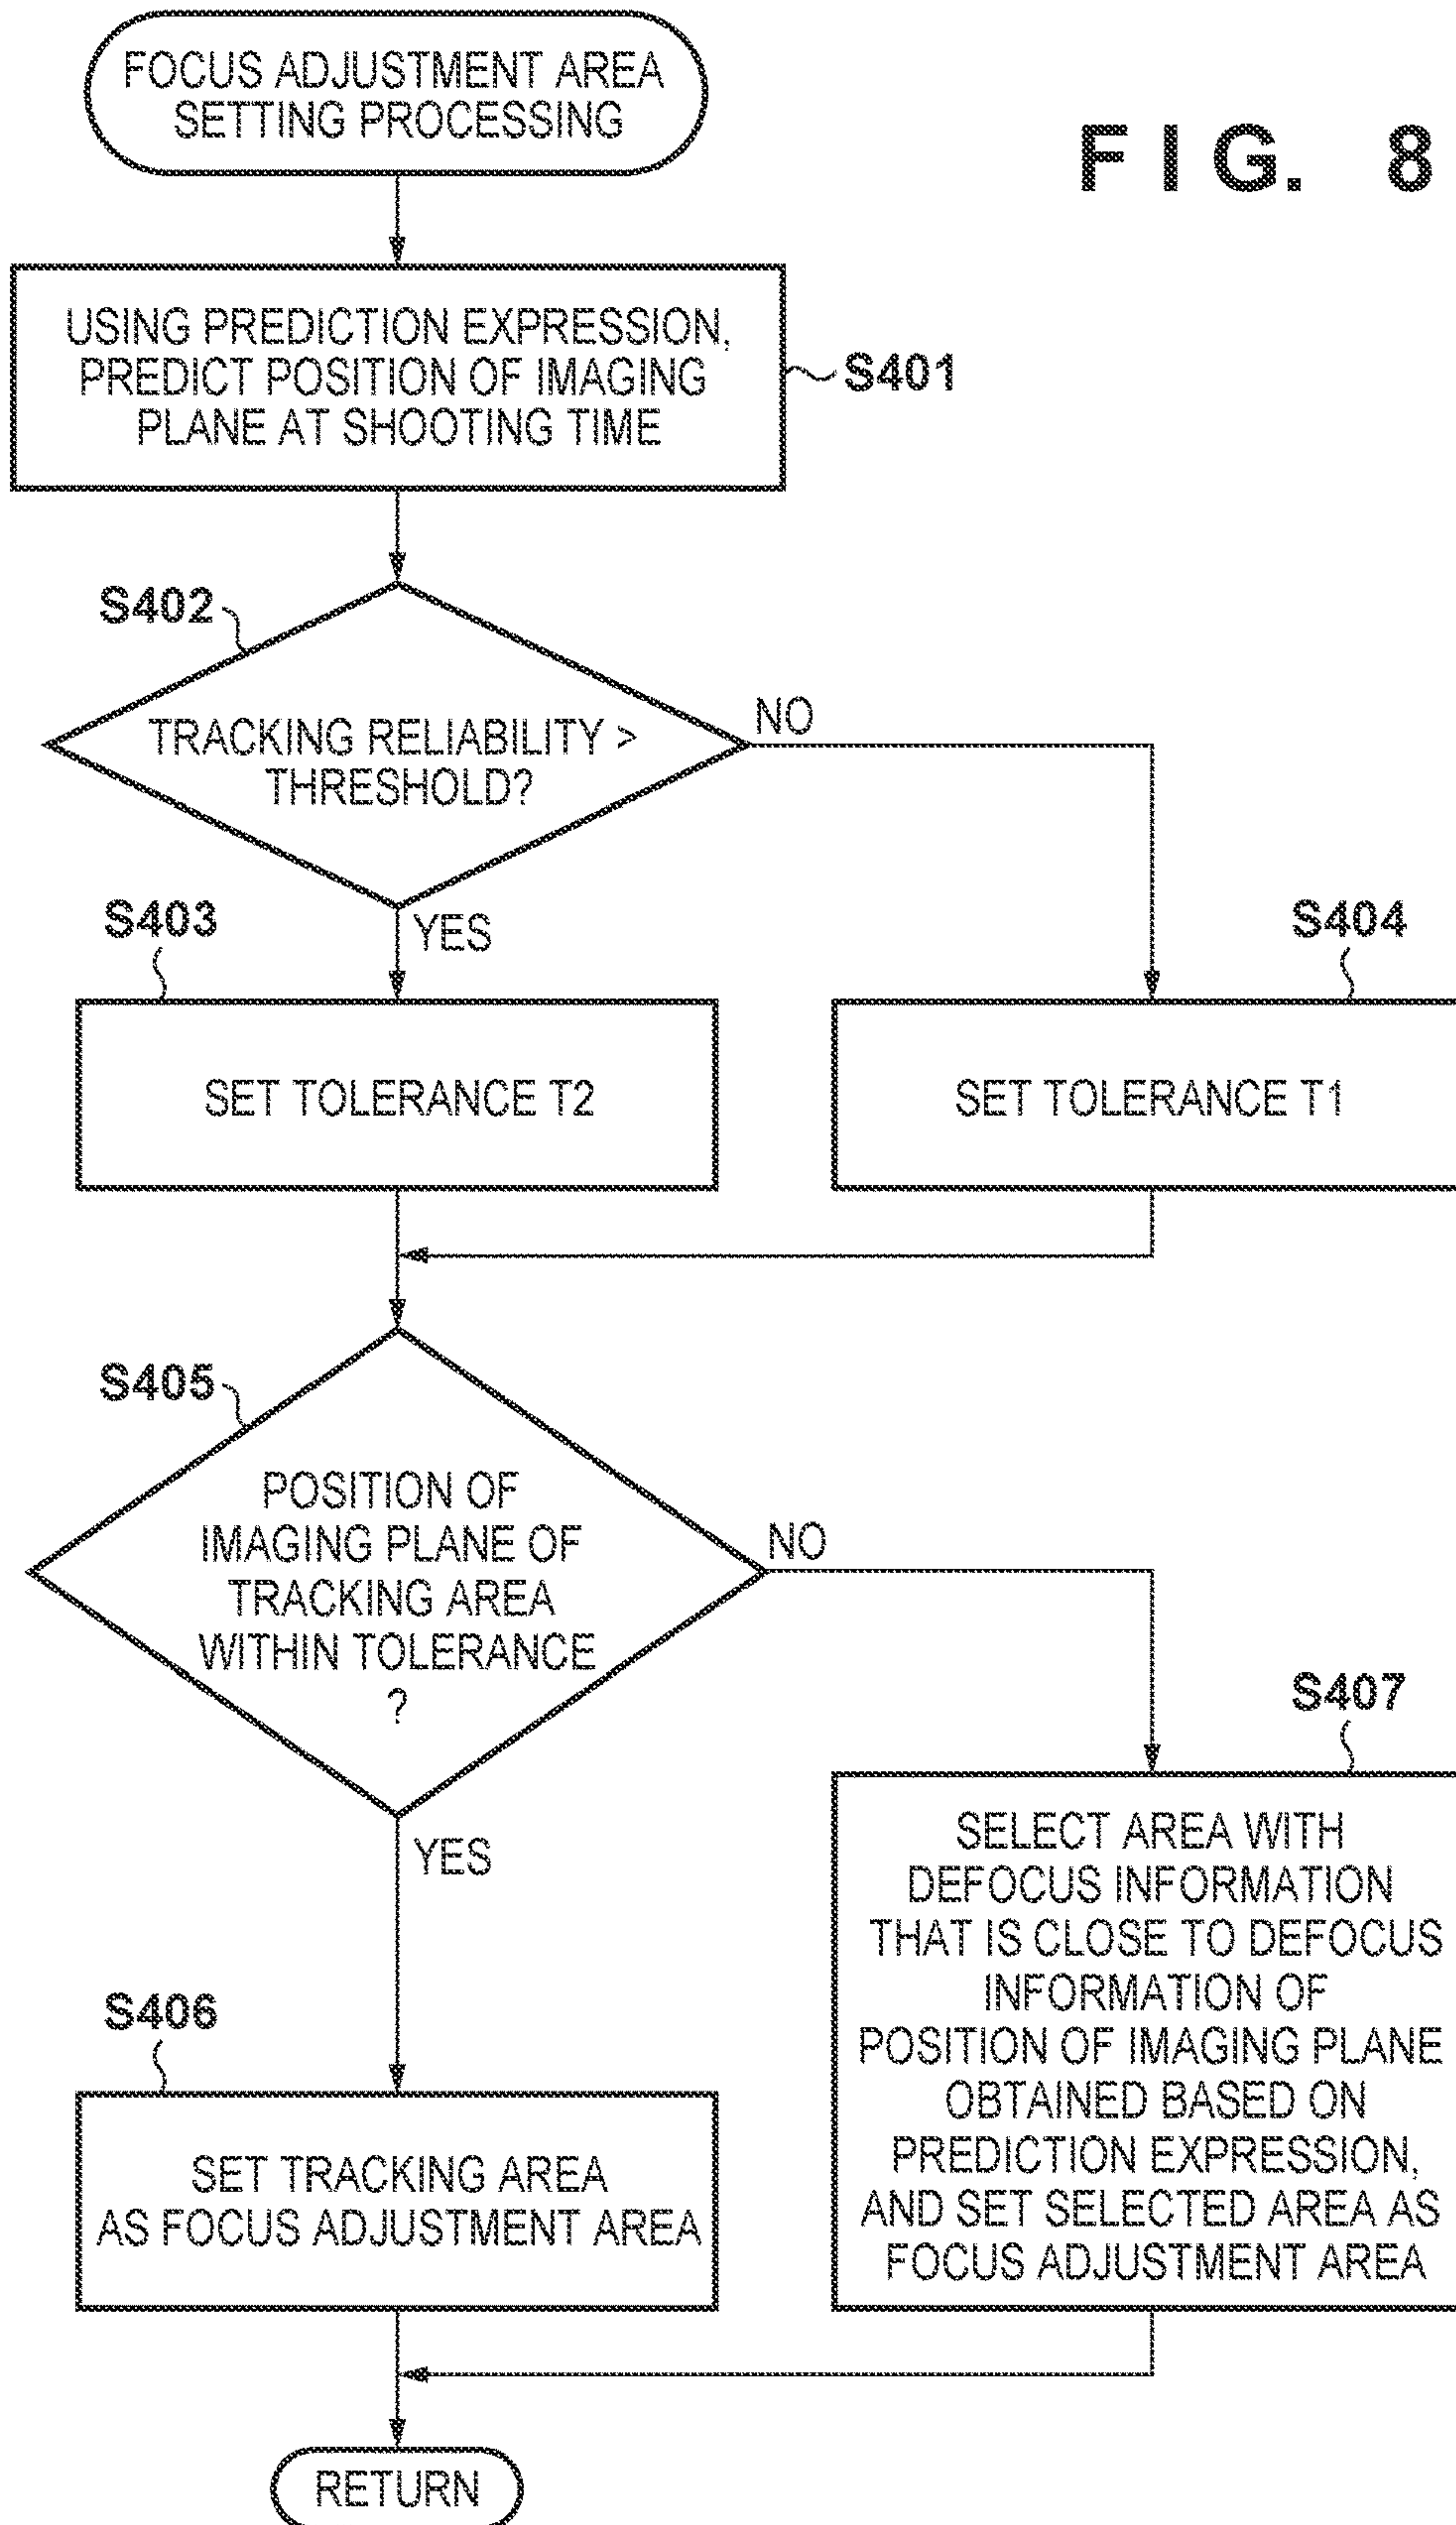 FOCUS ADJUSTMENT AREA
SETTING PROCESSING
FIG. 8
USING PREDICTION EXPRESSION,
PREDICT POSITION OF IMAGING
PLANE AT SHOOTING TIME
S401
S402
TRACKING RELIABILITY >
THRESHOLD?
NO
YES
S403
S404
SET TOLERANCE T2
SET TOLERANCE T1
S405
POSITION OF
IMAGING PLANE OF
TRACKING AREA
WITHIN TOLERANCE
?
NO
YES
S407
SELECT AREA WITH
DEFOCUS INFORMATION
THAT IS CLOSE TO DEFOCUS
INFORMATION OF
POSITION OF IMAGING PLANE
OBTAINED BASED ON
PREDICTION EXPRESSION,
AND SET SELECTED AREA AS
FOCUS ADJUSTMENT AREA
S406
SET TRACKING AREA
AS FOCUS ADJUSTMENT AREA
RETURN